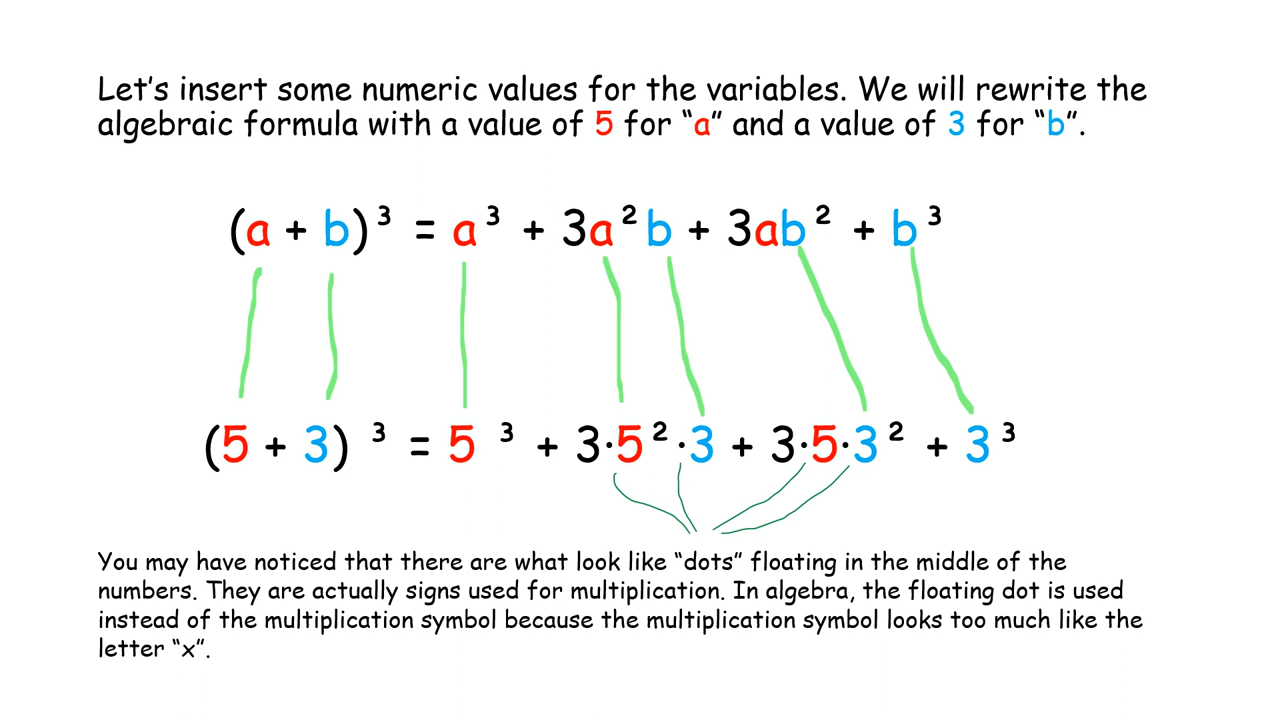 Let's insert some numeric values for the variables. We will rewrite the
algebraic formula with a value of 5 for “a” and a value of 3 for “b”.
(a + b)³ = a³ + 3a²b + 3ab² + b³
(5 + 3)³ = 5³ + 3·5²·3 + 3·5·3² + 3³
You may have noticed that there are what look like “dots” floating in the middle of the
numbers. They are actually signs used for multiplication. In algebra, the floating dot is used
instead of the multiplication symbol because the multiplication symbol looks too much like the
letter “x”.